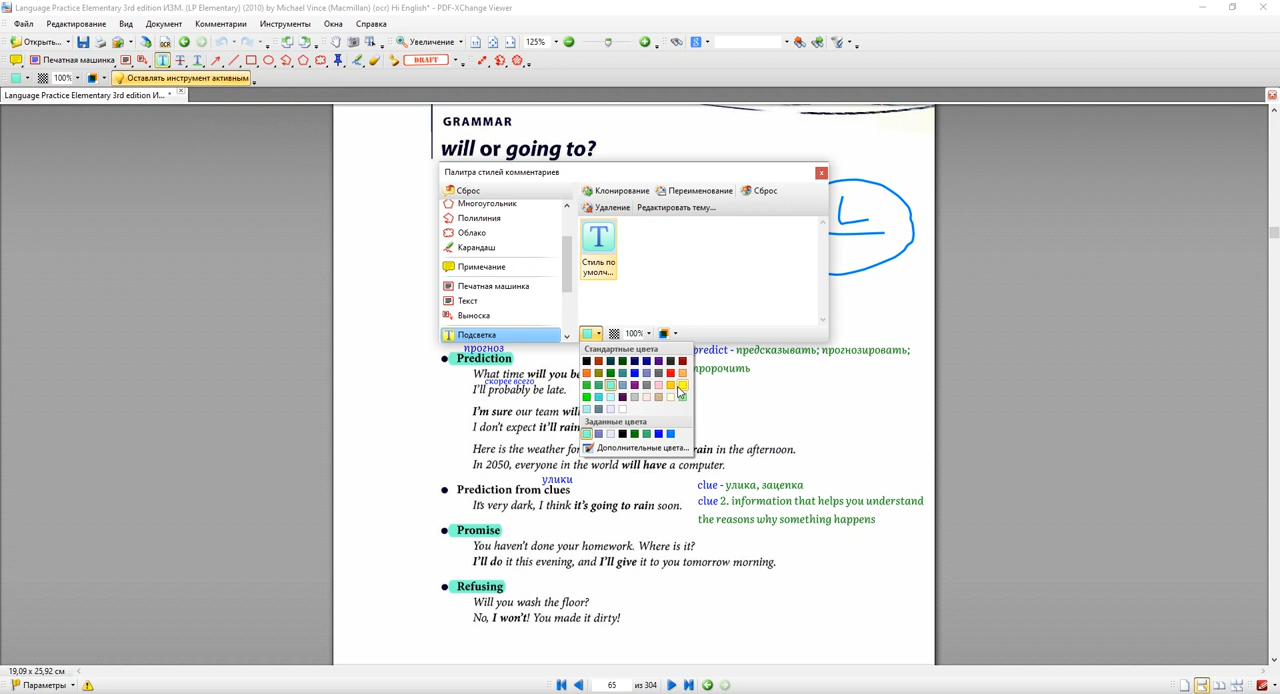 Language Practice Elementary 3rd edition ИЗМ. (LP Elementary) (2010) by Michael Vince (Macmillan) (ocr) Hi English* - PDF-XChange Viewer
Файл Редактирование Вид Документ Комментарии Инструменты Окна Справка
Открыть... OCR Увеличение 125%
Печатная машинка DRAFT
100% Оставлять инструмент активным
Language Practice Elementary 3rd edition И... *
GRAMMAR
will or going to?
Палитра стилей комментариев
Сброс Клонирование Переименование Сброс
Многоугольник Удаление Редактировать тему...
Полилиния
Облако
Карандаш
Примечание
Печатная машинка
Текст
Выноска
Подсветка
T
Стиль по
умолч...
100%
L
Стандартные цвета
Заданные цвета
Дополнительные цвета...
прогноз
Prediction
predict - предсказывать; прогнозировать;
пророчить
What time will you be
скорее всего
I'll probably be late.
I'm sure our team will
I don't expect it'll rain
Here is the weather for rain in the afternoon.
In 2050, everyone in the world will have a computer.
улики
Prediction from clues
clue - улика, зацепка
It's very dark, I think it's going to rain soon.
clue 2. information that helps you understand
the reasons why something happens
Promise
You haven't done your homework. Where is it?
I'll do it this evening, and I'll give it to you tomorrow morning.
Refusing
Will you wash the floor?
No, I won't! You made it dirty!
19,09 x 25,92 см
Параметры 65 из 304